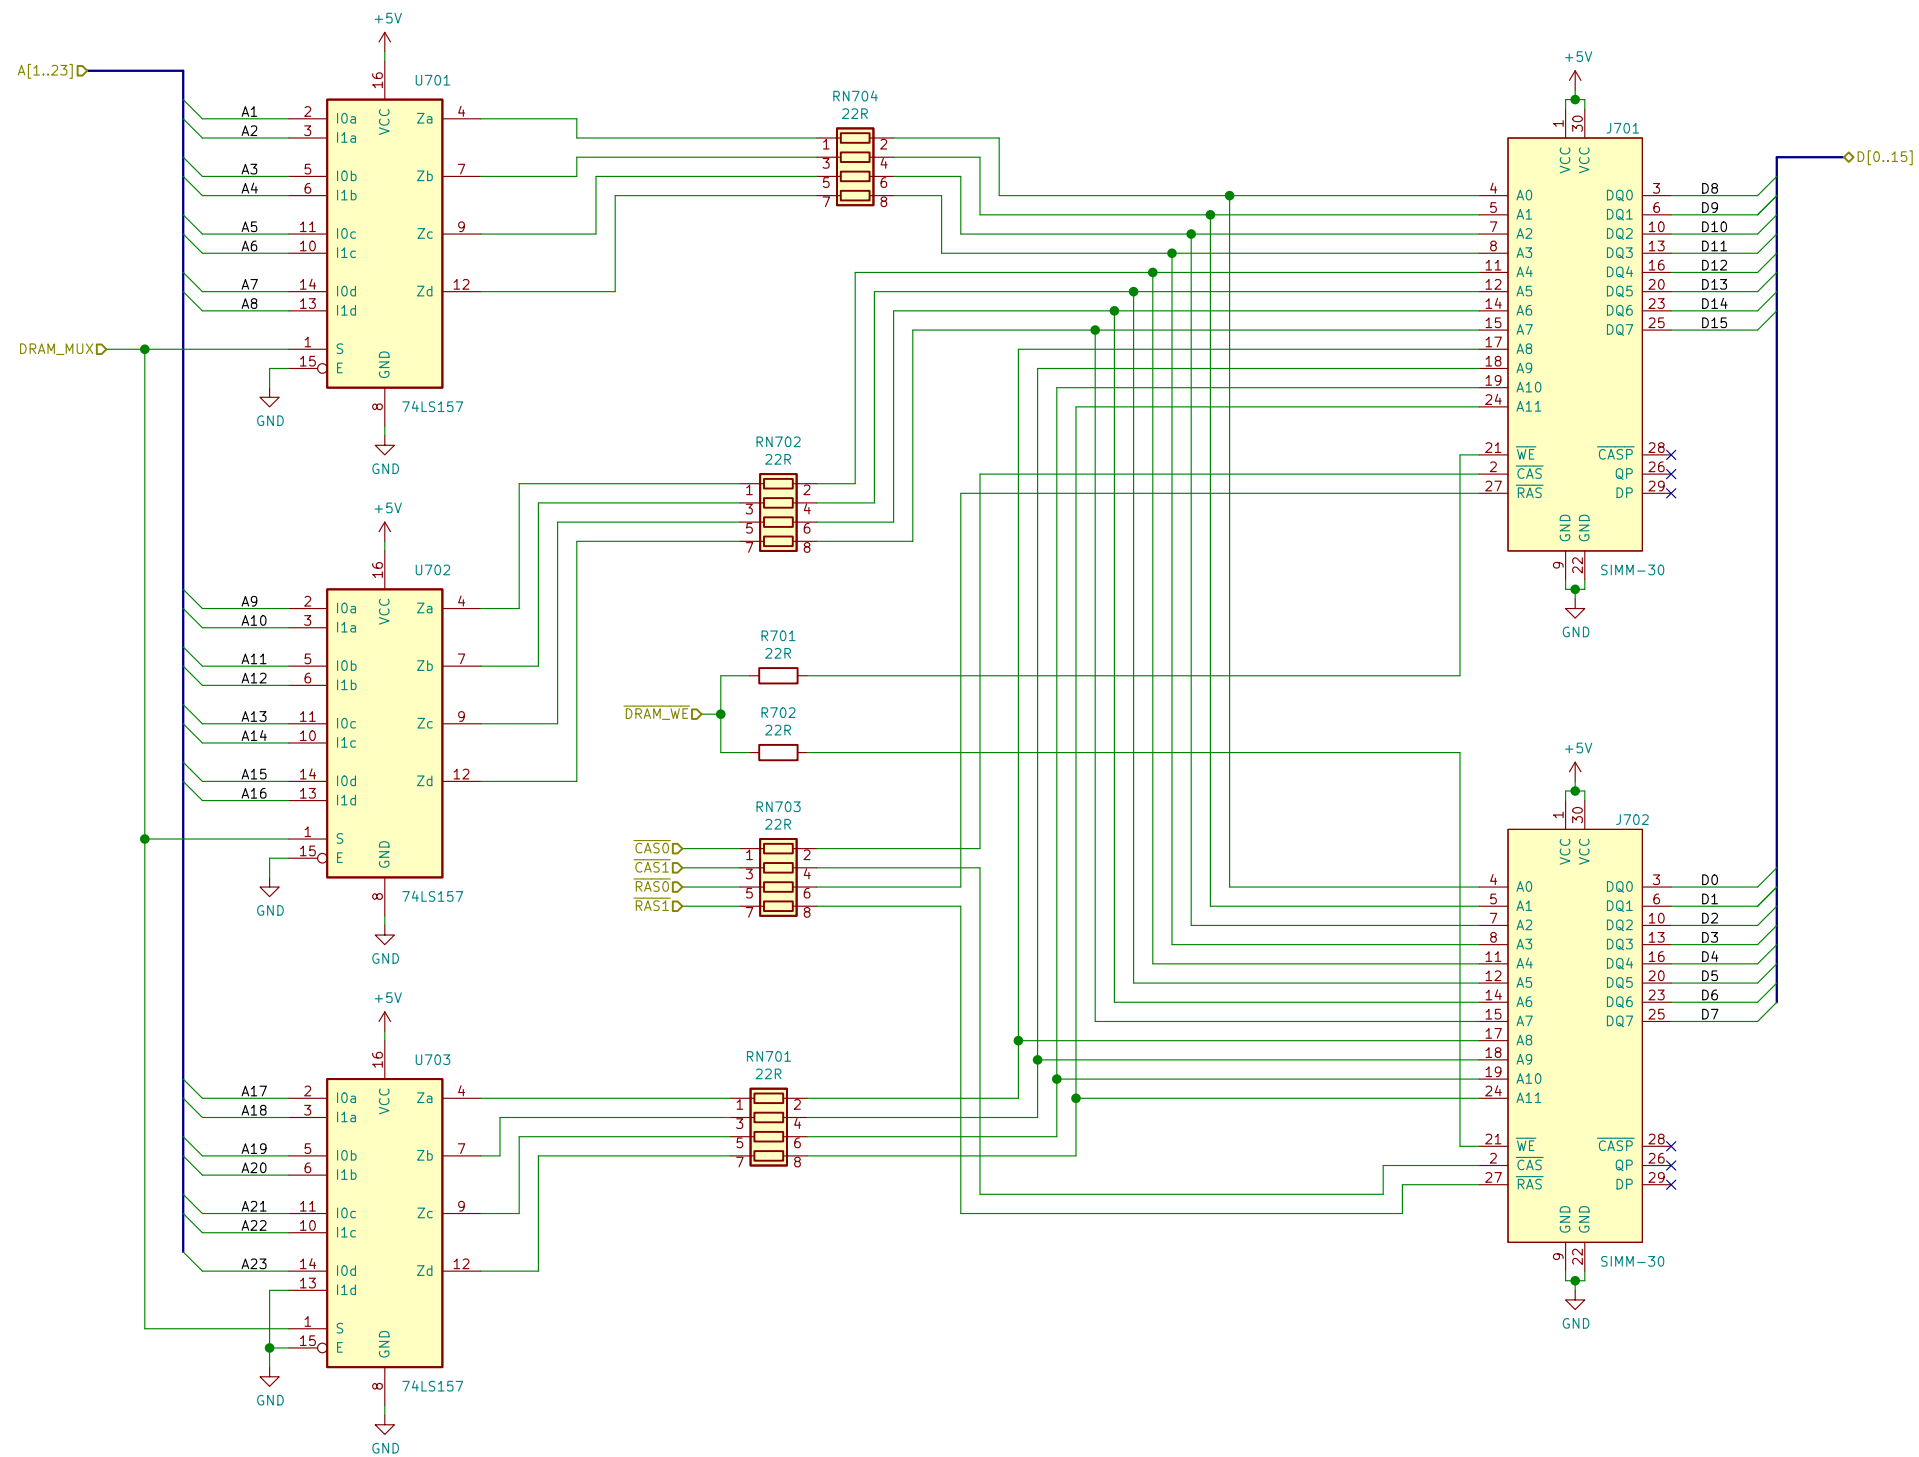 A[1..23]
DRAM_MUX
+5V
16
U701
A1 2 I0a VCC Za 4
A2 3 I1a
A3 5 I0b Zb 7
A4 6 I1b
A5 11 I0c Zc 9
A6 10 I1c
A7 14 I0d Zd 12
A8 13 I1d
1 S
15 E GND
8 74LS157
GND
GND
+5V
16
U702
A9 2 I0a VCC Za 4
A10 3 I1a
A11 5 I0b Zb 7
A12 6 I1b
A13 11 I0c Zc 9
A14 10 I1c
A15 14 I0d Zd 12
A16 13 I1d
1 S
15 E GND
8 74LS157
GND
GND
+5V
16
U703
A17 2 I0a VCC Za 4
A18 3 I1a
A19 5 I0b Zb 7
A20 6 I1b
A21 11 I0c Zc 9
A22 10 I1c
A23 14 I0d Zd 12
13 I1d
1 S
15 E GND
8 74LS157
GND
GND
RN704
22R
1 2
3 4
5 6
7 8
RN702
22R
1 2
3 4
5 6
7 8
R701
22R
DRAM_WE
R702
22R
RN703
22R
CAS0 1 2
CAS1 3 4
RAS0 5 6
RAS1 7 8
RN701
22R
1 2
3 4
5 6
7 8
+5V
1 30 J701
VCC VCC
4 A0 DQ0 3 D8
5 A1 DQ1 6 D9
7 A2 DQ2 10 D10
8 A3 DQ3 13 D11
11 A4 DQ4 16 D12
12 A5 DQ5 20 D13
14 A6 DQ6 23 D14
15 A7 DQ7 25 D15
17 A8
18 A9
19 A10
24 A11
21 WE CASP 28
2 CAS QP 26
27 RAS DP 29
GND GND
9 22 SIMM-30
GND
D[0..15]
+5V
1 30 J702
VCC VCC
4 A0 DQ0 3 D0
5 A1 DQ1 6 D1
7 A2 DQ2 10 D2
8 A3 DQ3 13 D3
11 A4 DQ4 16 D4
12 A5 DQ5 20 D5
14 A6 DQ6 23 D6
15 A7 DQ7 25 D7
17 A8
18 A9
19 A10
24 A11
21 WE CASP 28
2 CAS QP 26
27 RAS DP 29
GND GND
9 22 SIMM-30
GND